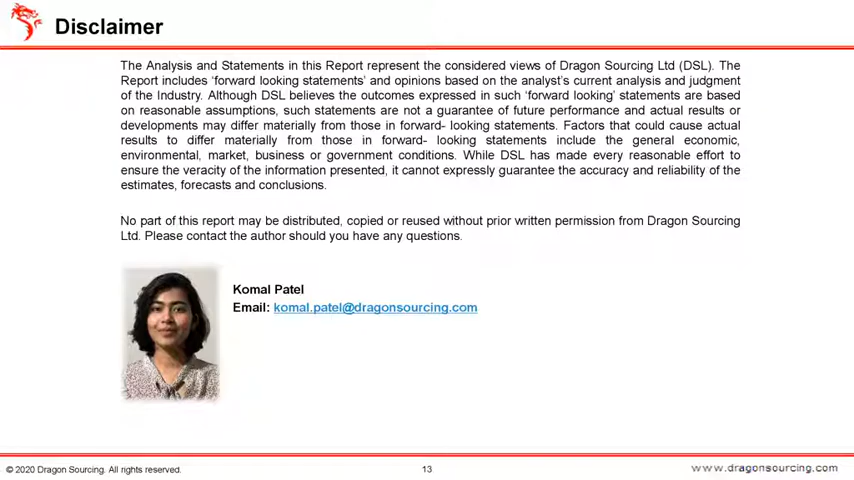 Disclaimer
The Analysis and Statements in this Report represent the considered views of Dragon Sourcing Ltd (DSL). The
Report includes ‘forward looking statements’ and opinions based on the analyst’s current analysis and judgment
of the Industry. Although DSL believes the outcomes expressed in such ‘forward looking’ statements are based
on reasonable assumptions, such statements are not a guarantee of future performance and actual results or
developments may differ materially from those in forward- looking statements. Factors that could cause actual
results to differ materially from those in forward- looking statements include the general economic,
environmental, market, business or government conditions. While DSL has made every reasonable effort to
ensure the veracity of the information presented, it cannot expressly guarantee the accuracy and reliability of the
estimates, forecasts and conclusions.
No part of this report may be distributed, copied or reused without prior written permission from Dragon Sourcing
Ltd. Please contact the author should you have any questions.
Komal Patel
Email: komal.patel@dragonsourcing.com
© 2020 Dragon Sourcing. All rights reserved.
13
www.dragonsourcing.com